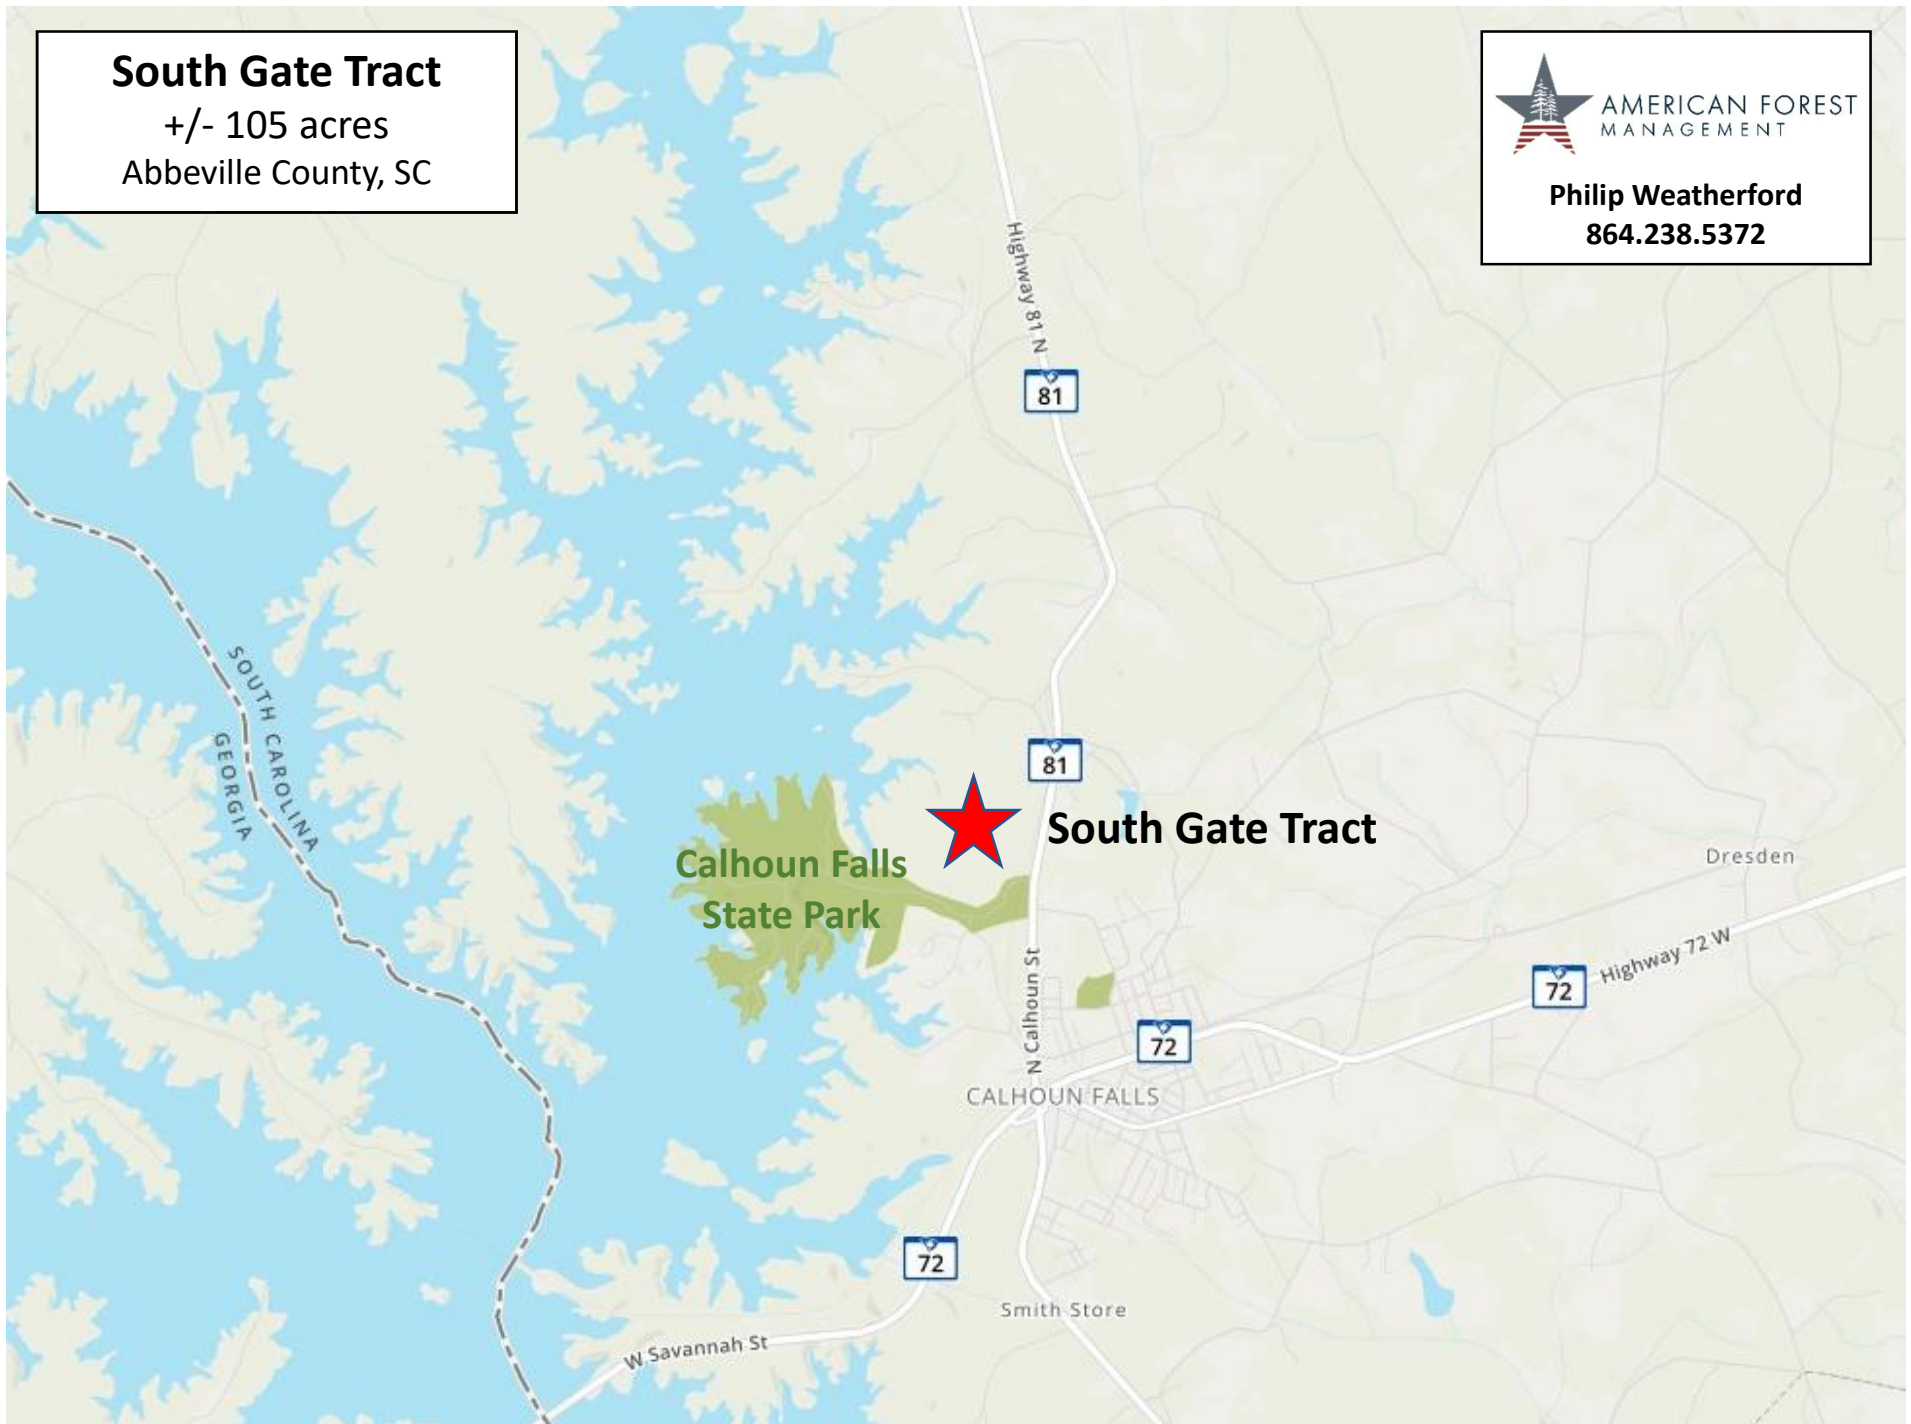 South Gate Tract
+/- 105 acres
Abbeville County, SC
AMERICAN FOREST
MANAGEMENT
Philip Weatherford
864.238.5372
Highway 81 N
81
SOUTH CAROLINA
GEORGIA
81
South Gate Tract
Calhoun Falls
State Park
Dresden
Highway 72 W
72
N Calhoun St
72
CALHOUN FALLS
72
Smith Store
W Savannah St